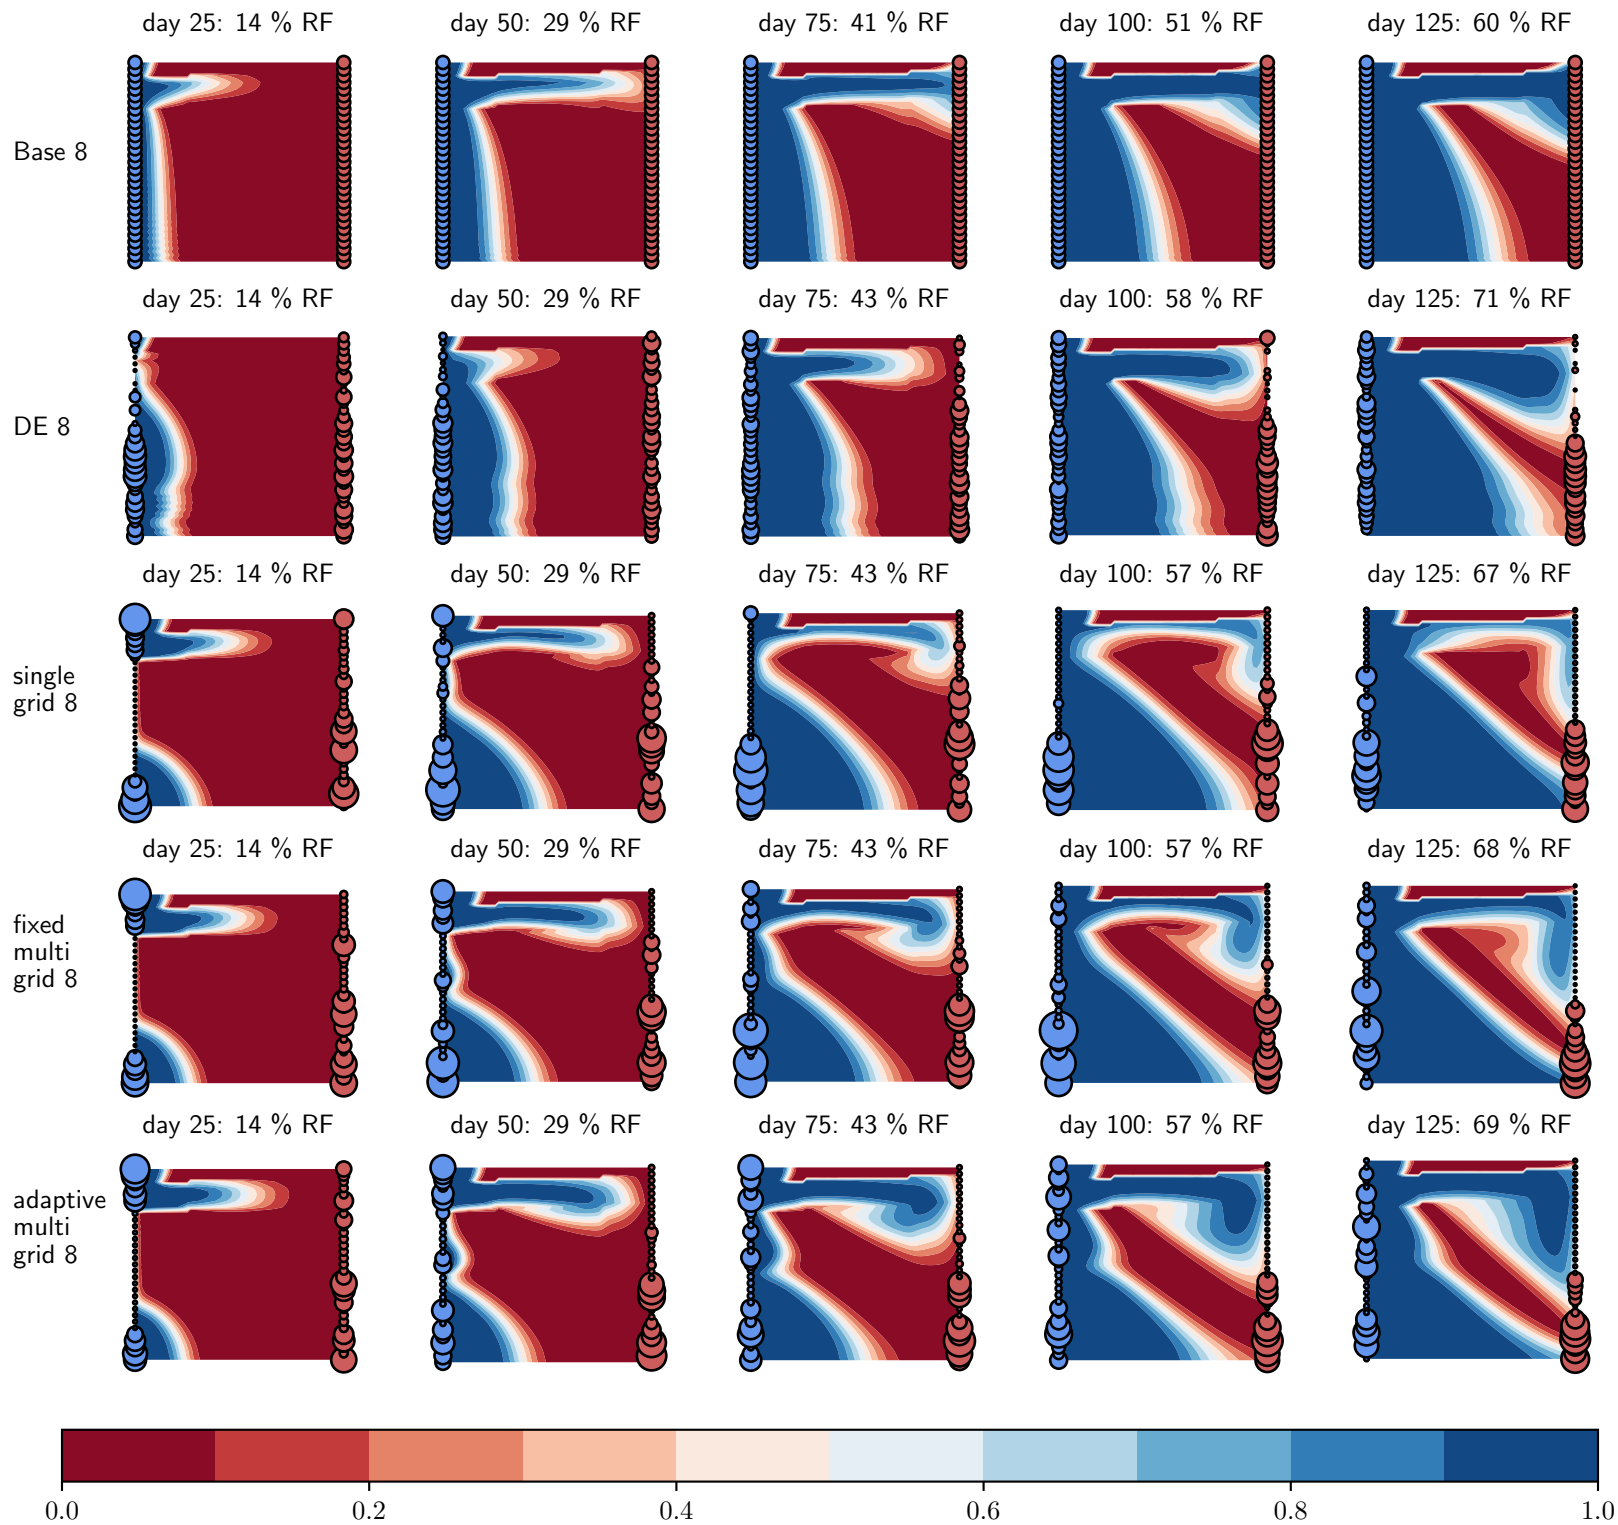 day 25: 14 % RF
day 50: 29 % RF
day 75: 41 % RF
day 100: 51 % RF
day 125: 60 % RF
Base 8
day 25: 14 % RF
day 50: 29 % RF
day 75: 43 % RF
day 100: 58 % RF
day 125: 71 % RF
DE 8
day 25: 14 % RF
day 50: 29 % RF
day 75: 43 % RF
day 100: 57 % RF
day 125: 67 % RF
single
grid 8
day 25: 14 % RF
day 50: 29 % RF
day 75: 43 % RF
day 100: 57 % RF
day 125: 68 % RF
fixed
multi
grid 8
day 25: 14 % RF
day 50: 29 % RF
day 75: 43 % RF
day 100: 57 % RF
day 125: 69 % RF
adaptive
multi
grid 8
0.0
0.2
0.4
0.6
0.8
1.0